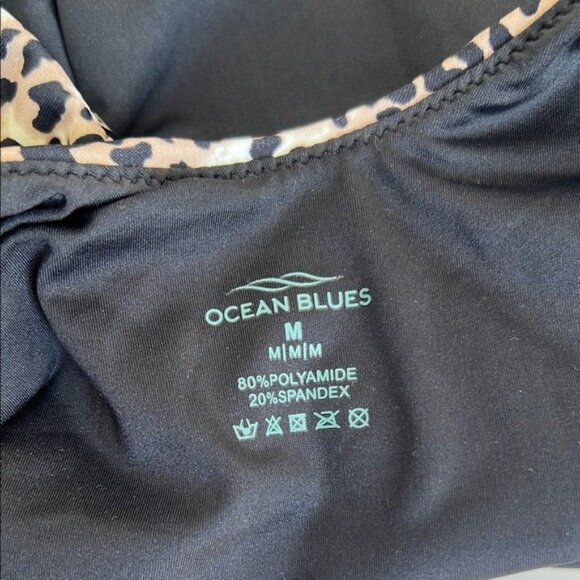 OCEAN BLUES
M
M|M|M
80%POLYAMIDE
20%SPANDEX